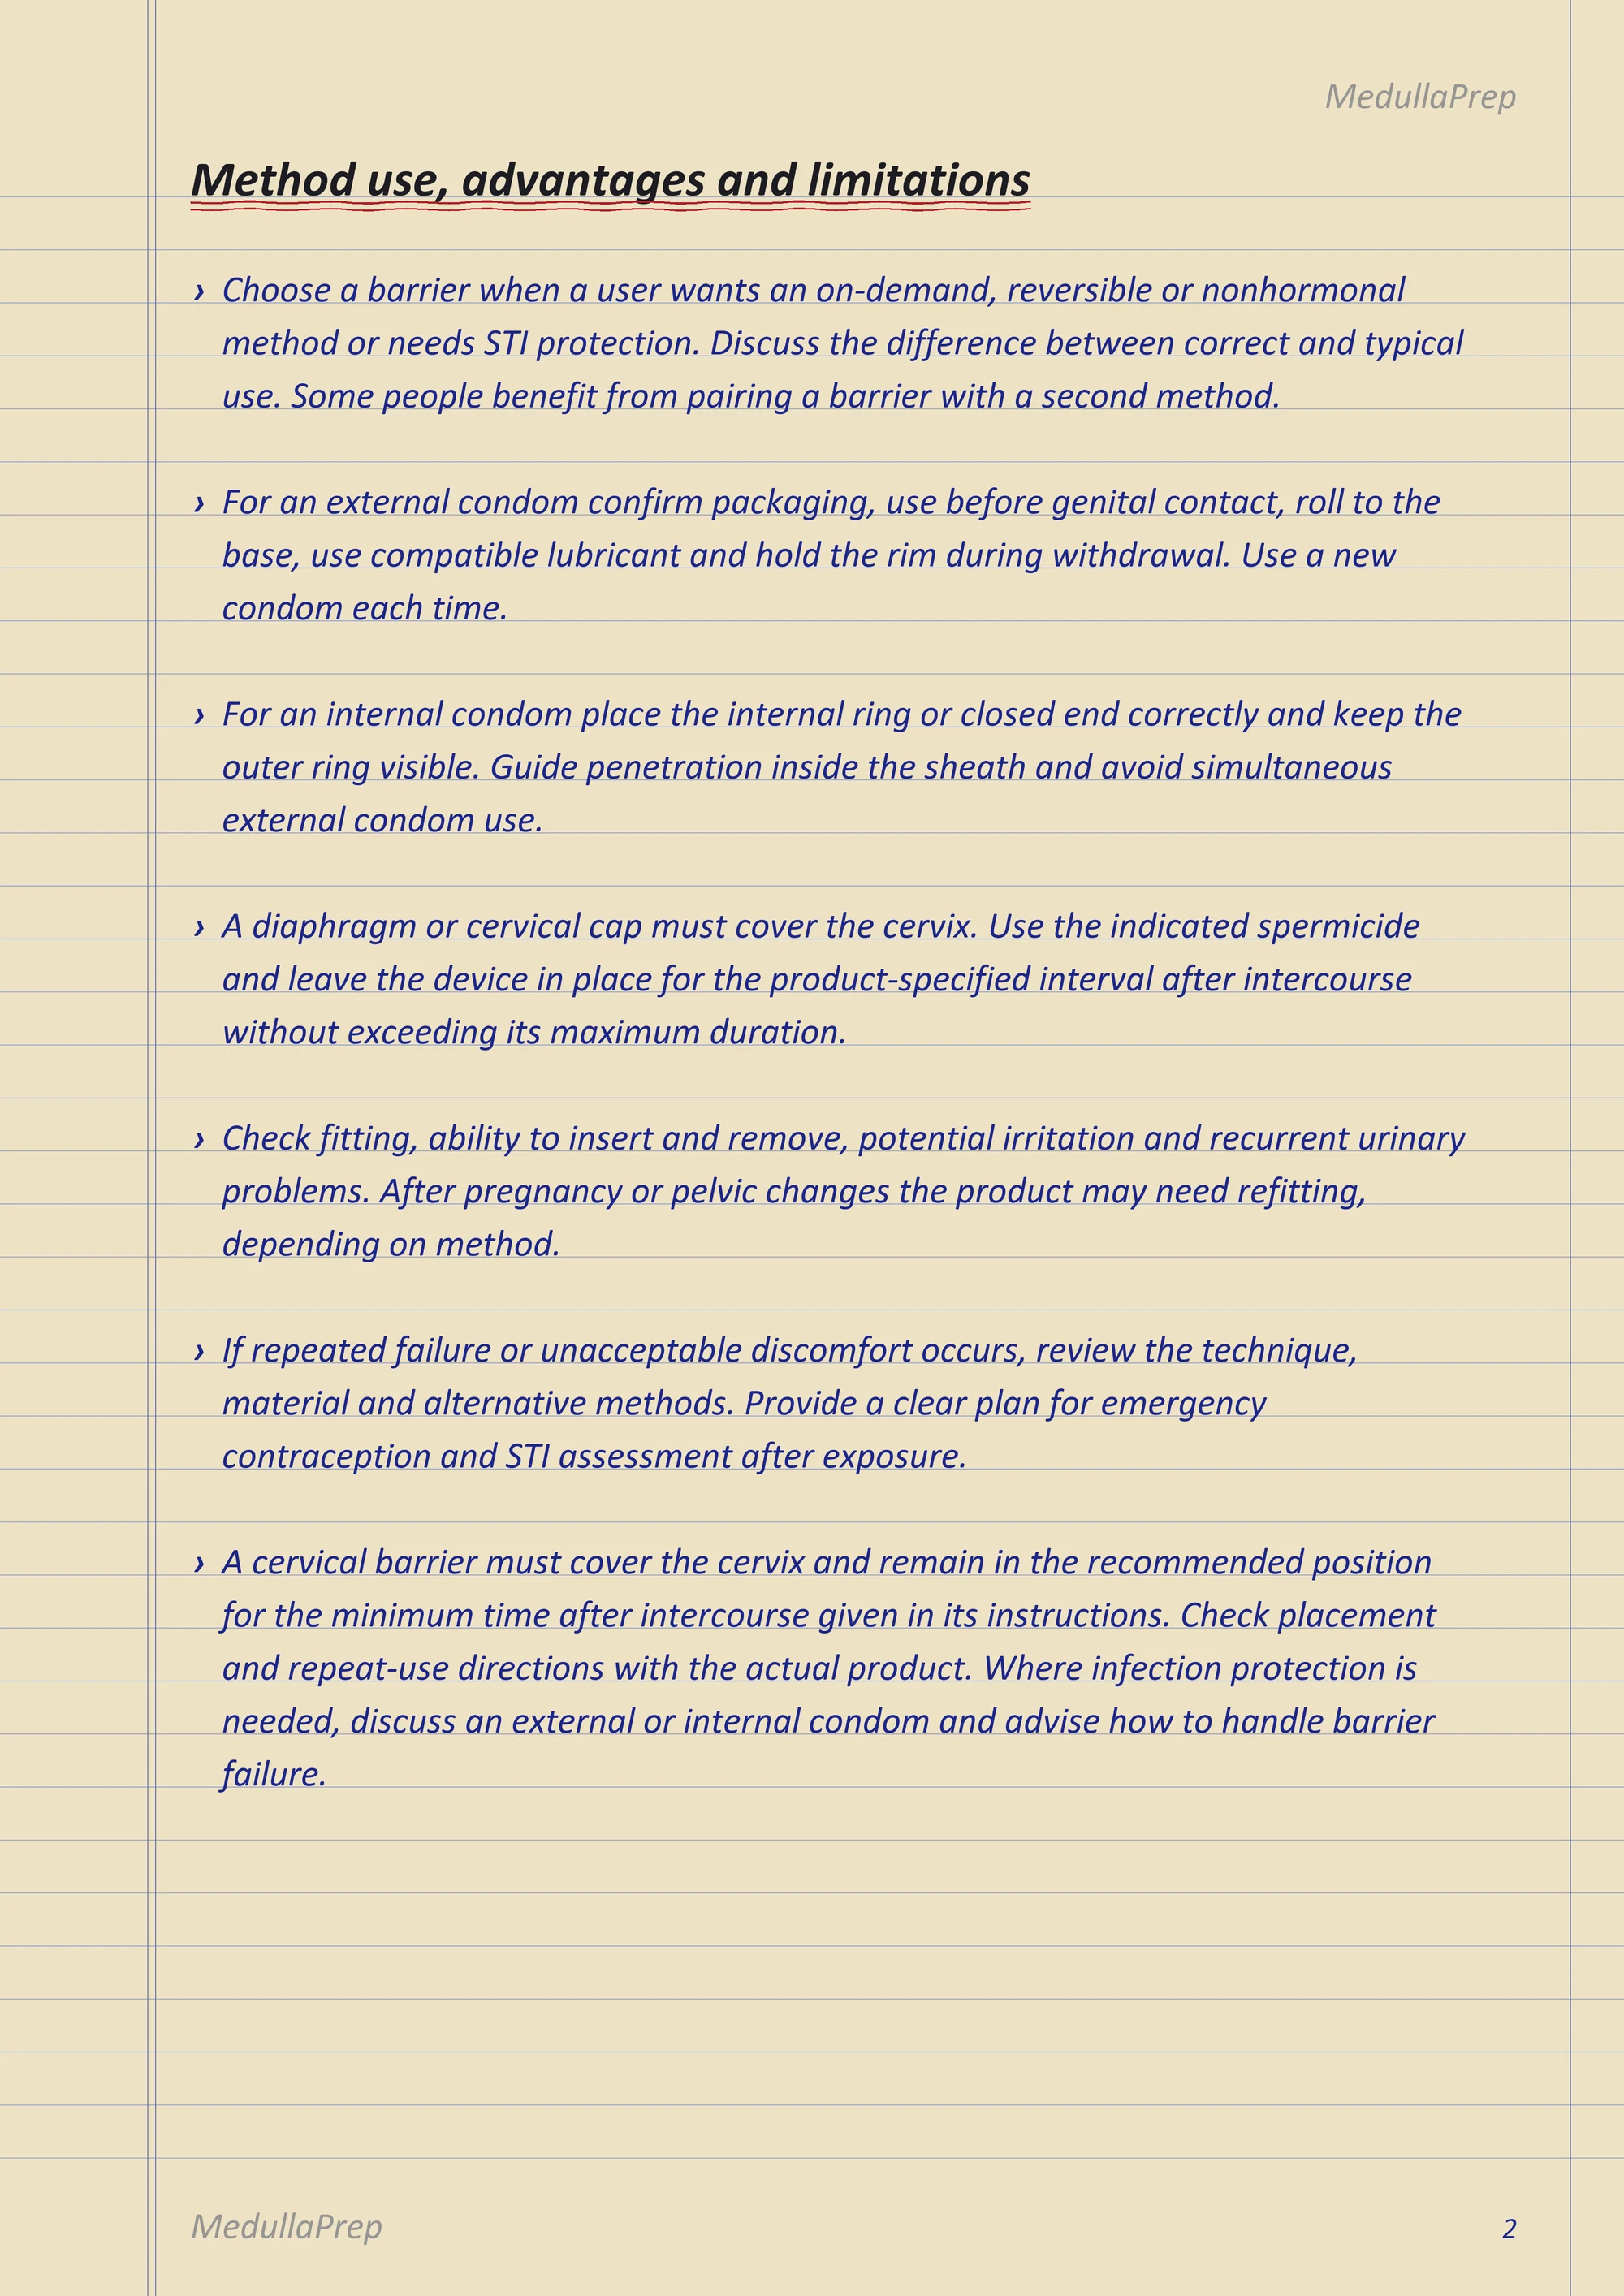 MedullaPrep
Method use, advantages and limitations
› Choose a barrier when a user wants an on-demand, reversible or nonhormonal
method or needs STI protection. Discuss the difference between correct and typical
use. Some people benefit from pairing a barrier with a second method.
› For an external condom confirm packaging, use before genital contact, roll to the
base, use compatible lubricant and hold the rim during withdrawal. Use a new
condom each time.
› For an internal condom place the internal ring or closed end correctly and keep the
outer ring visible. Guide penetration inside the sheath and avoid simultaneous
external condom use.
› A diaphragm or cervical cap must cover the cervix. Use the indicated spermicide
and leave the device in place for the product-specified interval after intercourse
without exceeding its maximum duration.
› Check fitting, ability to insert and remove, potential irritation and recurrent urinary
problems. After pregnancy or pelvic changes the product may need refitting,
depending on method.
› If repeated failure or unacceptable discomfort occurs, review the technique,
material and alternative methods. Provide a clear plan for emergency
contraception and STI assessment after exposure.
› A cervical barrier must cover the cervix and remain in the recommended position
for the minimum time after intercourse given in its instructions. Check placement
and repeat-use directions with the actual product. Where infection protection is
needed, discuss an external or internal condom and advise how to handle barrier
failure.
MedullaPrep
2